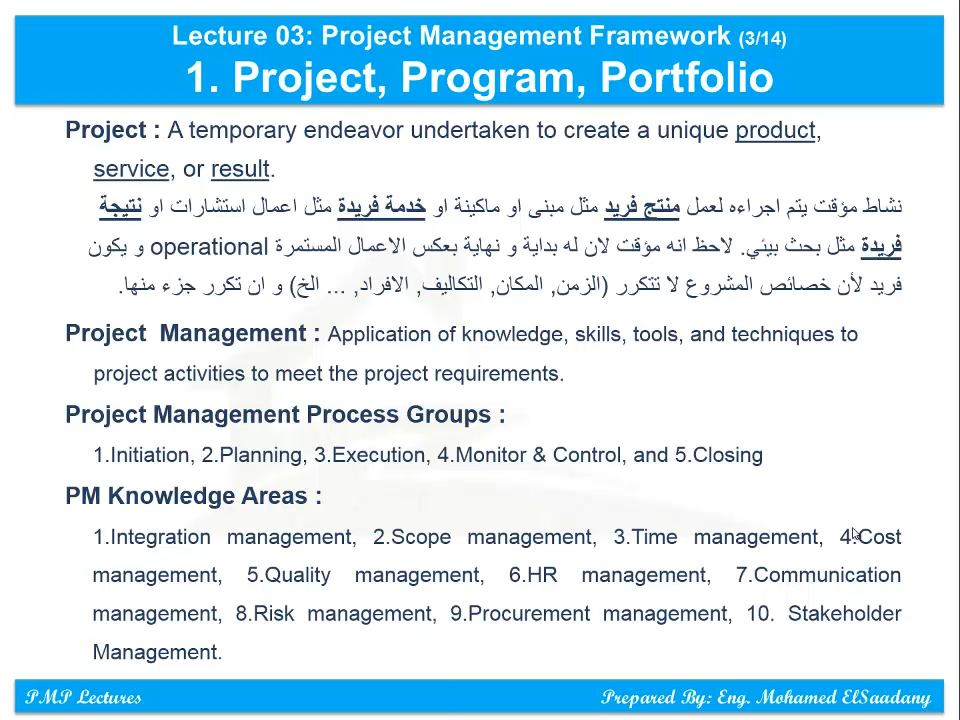 Lecture 03: Project Management Framework (3/14)
1. Project, Program, Portfolio
Project : A temporary endeavor undertaken to create a unique product,
service, or result.
نشاط مؤقت يتم اجراءه لعمل منتج فريد مثل مبنى او ماكينة او خدمة فريدة مثل اعمال استشارات او نتيجة
فريدة مثل بحث بيئي. لاحظ انه مؤقت لان له بداية و نهاية بعكس الاعمال المستمرة operational و يكون
فريد لأن خصائص المشروع لا تتكرر (الزمن, المكان, التكاليف, الافراد, ... الخ) و ان تكرر جزء منها.
Project Management : Application of knowledge, skills, tools, and techniques to
project activities to meet the project requirements.
Project Management Process Groups :
1.Initiation, 2.Planning, 3.Execution, 4.Monitor & Control, and 5.Closing
PM Knowledge Areas :
1.Integration management, 2.Scope management, 3.Time management, 4.Cost
management, 5.Quality management, 6.HR management, 7.Communication
management, 8.Risk management, 9.Procurement management, 10. Stakeholder
Management.
PMP Lectures
Prepared By: Eng. Mohamed ElSaadany